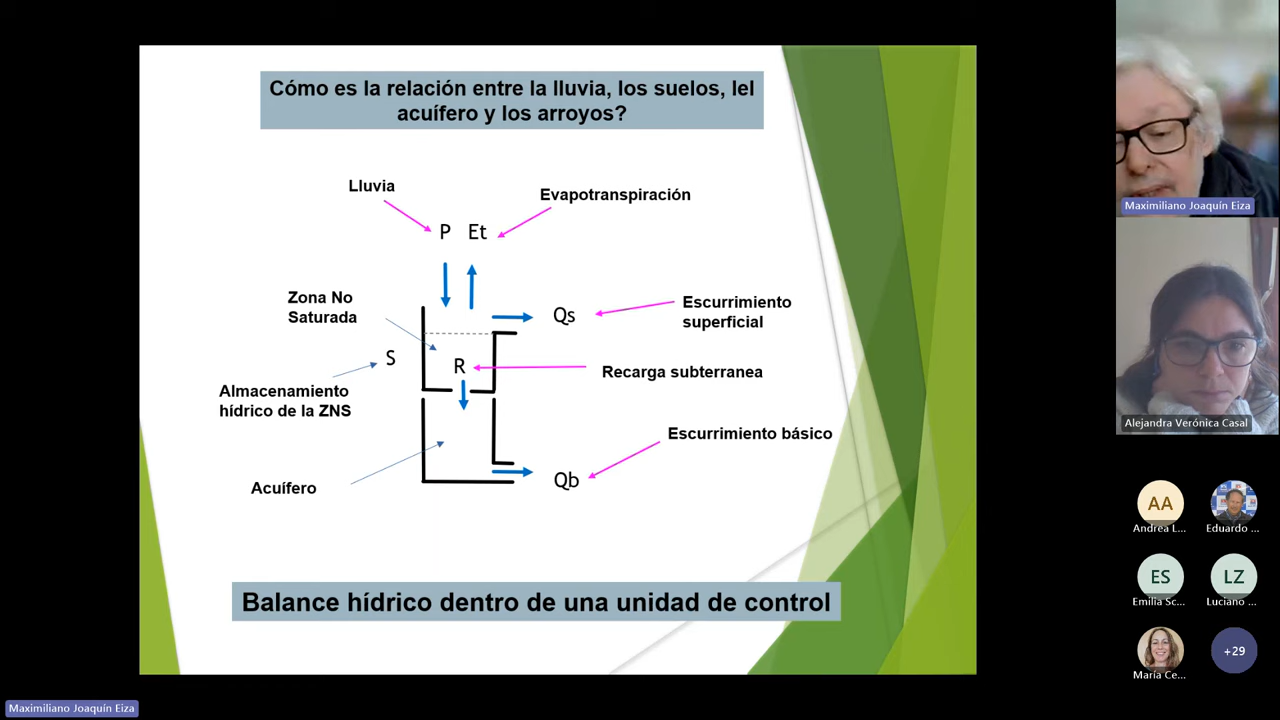 Cómo es la relación entre la lluvia, los suelos, lel
acuífero y los arroyos?
Lluvia
Evapotranspiración
P Et
Zona No
Saturada
Qs
Escurrimiento
superficial
S
R
Recarga subterranea
Almacenamiento
hídrico de la ZNS
Escurrimiento básico
Acuífero
Qb
Balance hídrico dentro de una unidad de control
Maximiliano Joaquín Eiza
Alejandra Verónica Casal
AA
Andrea L...
Eduardo ...
ES
Emilia Sc...
LZ
Luciano ...
María Ce...
+29
Maximiliano Joaquín Eiza